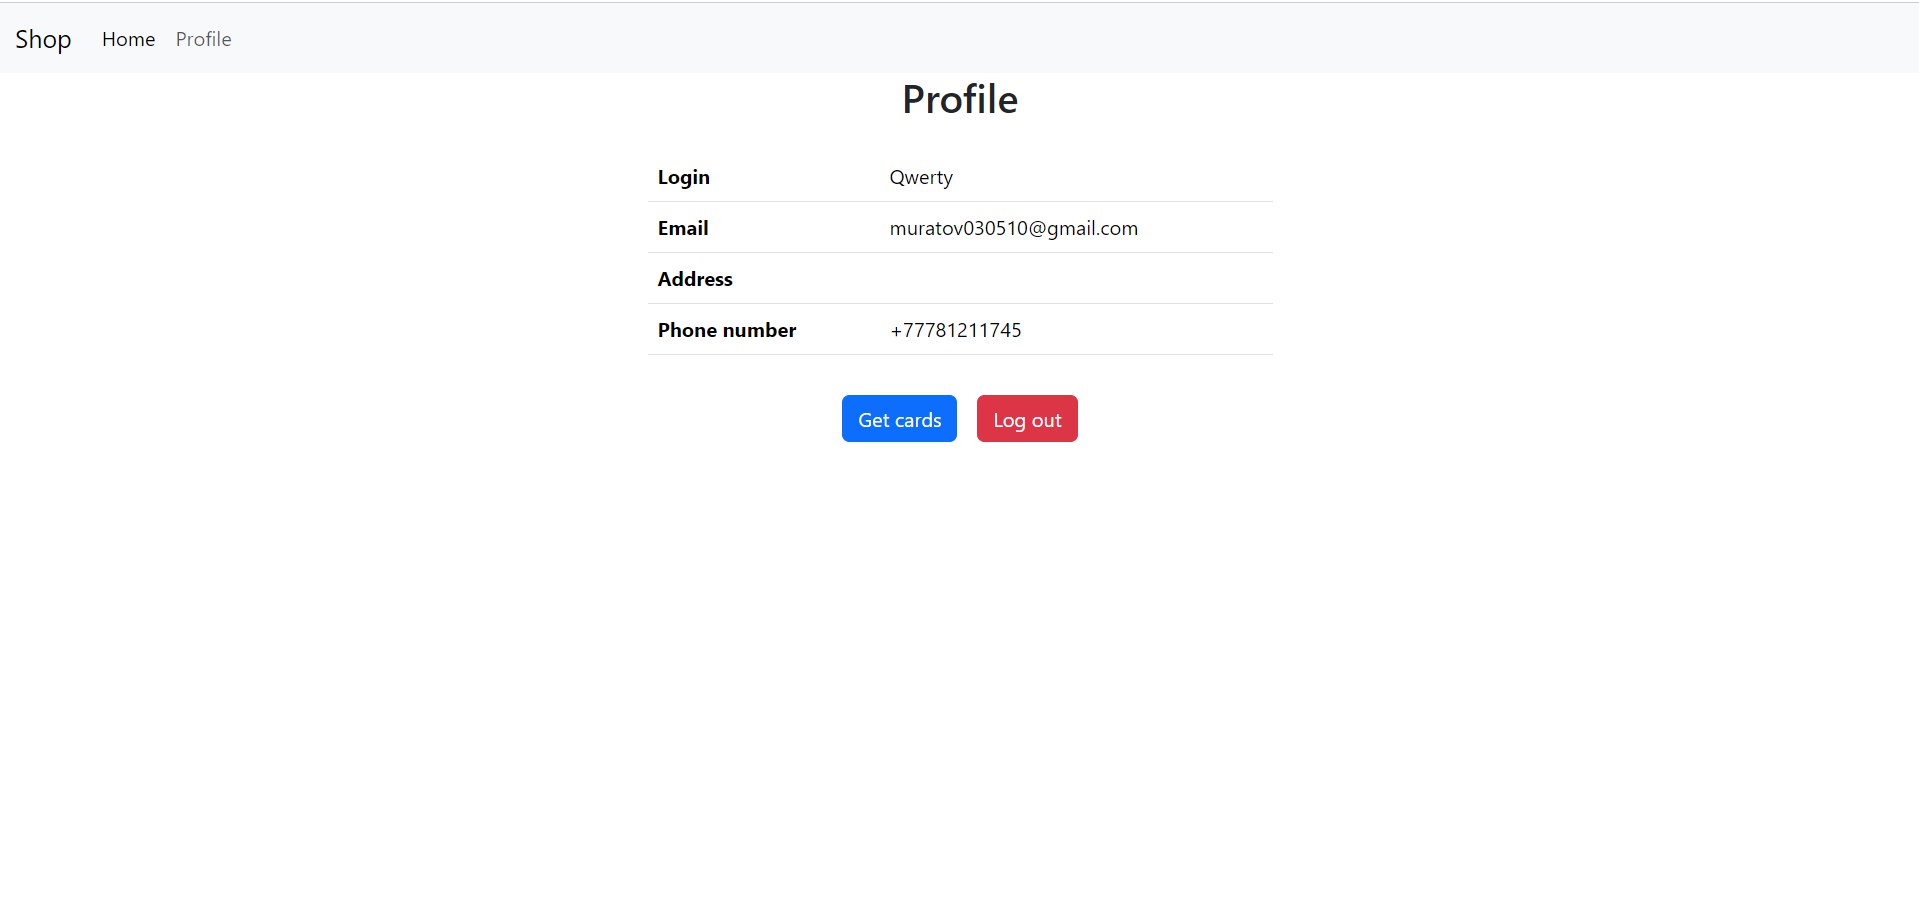 Shop Home Profile
Profile
Login Qwerty
Email muratov030510@gmail.com
Address
Phone number +77781211745
Get cards Log out